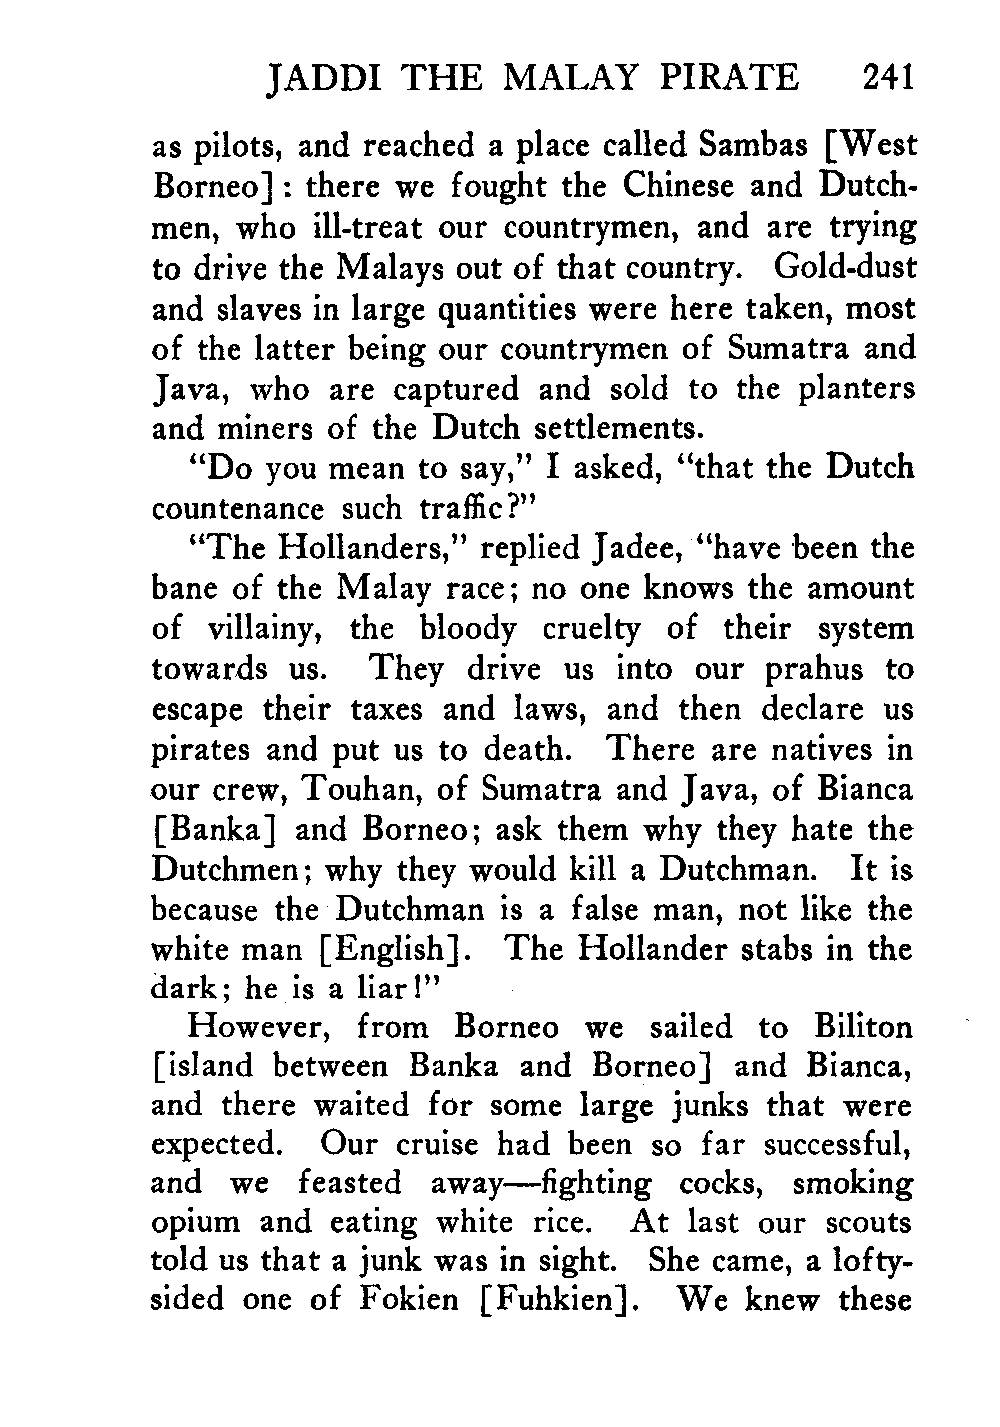 JADDI THE MALAY PIRATE 241
as pilots, and reached a place called Sambas [West
Borneo] : there we fought the Chinese and Dutch-
men, who ill-treat our countrymen, and are trying
to drive the Malays out of that country. Gold-dust
and slaves in large quantities were here taken, most
of the latter being our countrymen of Sumatra and
Java, who are captured and sold to the planters
and miners of the Dutch settlements.
"Do you mean to say," I asked, "that the Dutch
countenance such traffic?"
"The Hollanders," replied Jadee, "have been the
bane of the Malay race; no one knows the amount
of villainy, the bloody cruelty of their system
towards us. They drive us into our prahus to
escape their taxes and laws, and then declare us
pirates and put us to death. There are natives in
our crew, Touhan, of Sumatra and Java, of Bianca
[Banka] and Borneo; ask them why they hate the
Dutchmen; why they would kill a Dutchman. It is
because the Dutchman is a false man, not like the
white man [English]. The Hollander stabs in the
dark; he is a liar!"
However, from Borneo we sailed to Biliton
[island between Banka and Borneo] and Bianca,
and there waited for some large junks that were
expected. Our cruise had been so far successful,
and we feasted away—fighting cocks, smoking
opium and eating white rice. At last our scouts
told us that a junk was in sight. She came, a lofty-
sided one of Fokien [Fuhkien]. We knew these